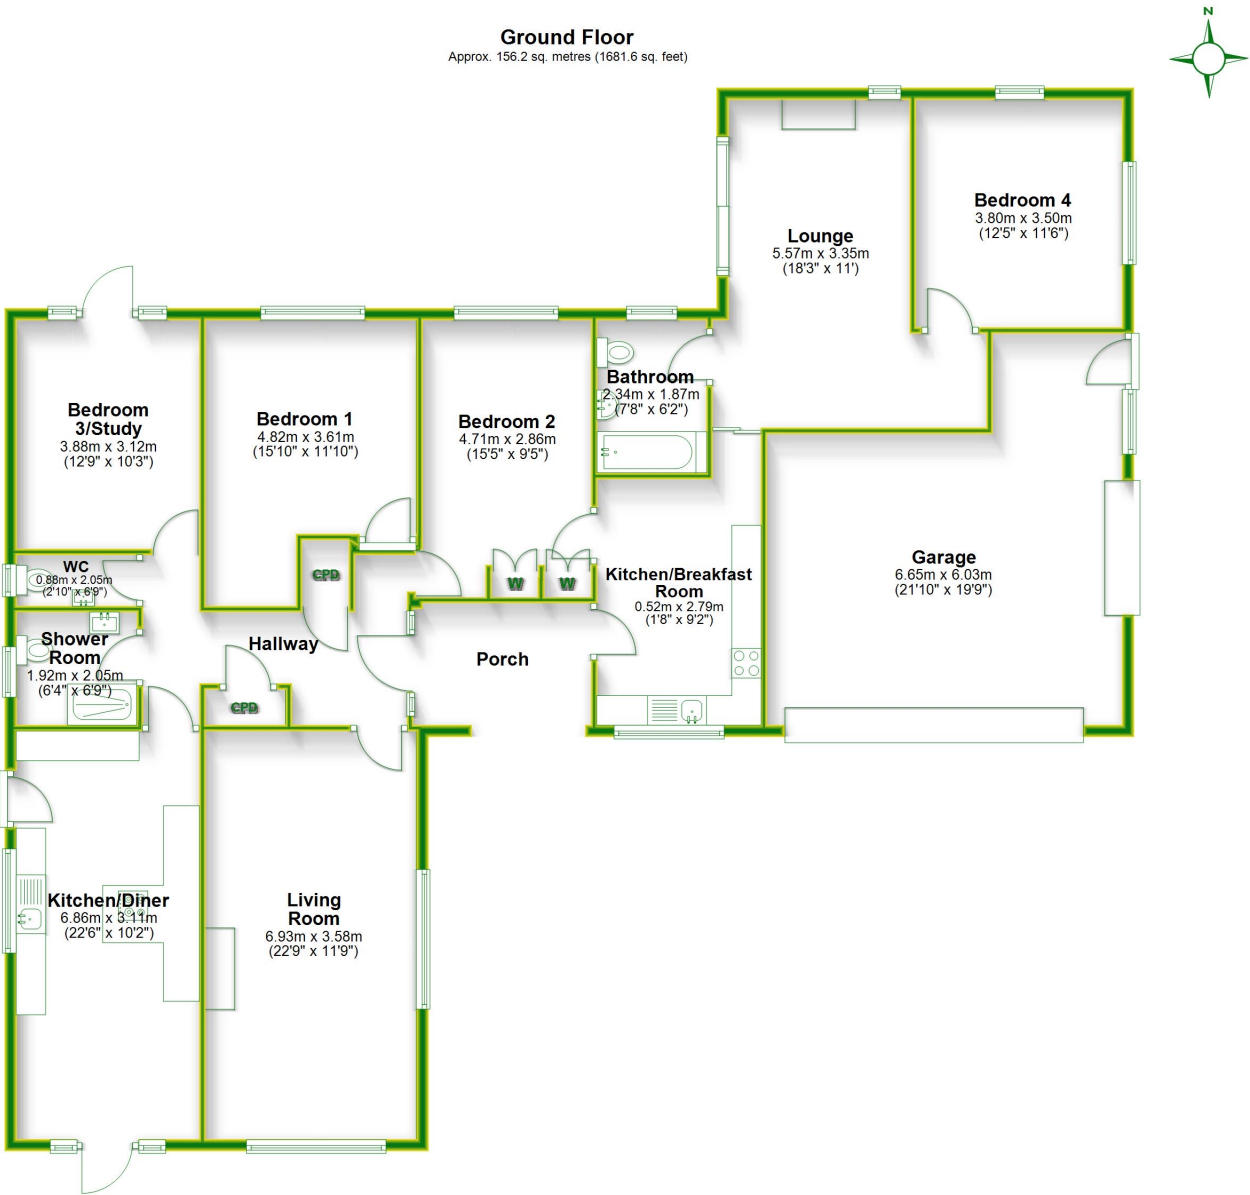 N
Ground Floor
Approx. 156.2 sq. metres (1681.6 sq. feet)
Bedroom 4
3.80m x 3.50m
(12'5" x 11'6")
Lounge
5.57m x 3.35m
(18'3" x 11')
Bathroom
2.34m x 1.87m
(7'8" x 6'2")
Bedroom
3/Study
3.88m x 3.12m
(12'9" x 10'3")
Bedroom 1
4.82m x 3.61m
(15'10" x 11'10")
Bedroom 2
4.71m x 2.86m
(15'5" x 9'5")
Garage
6.65m x 6.03m
(21'10" x 19'9")
WC
0.88m x 2.05m
(2'10" x 6'9")
CPD
W
W
Kitchen/Breakfast
Room
0.52m x 2.79m
(1'8" x 9'2")
Shower
Room
1.92m x 2.05m
(6'4" x 6'9")
Hallway
Porch
CPD
Kitchen/Diner
6.86m x 3.11m
(22'6" x 10'2")
Living
Room
6.93m x 3.58m
(22'9" x 11'9")